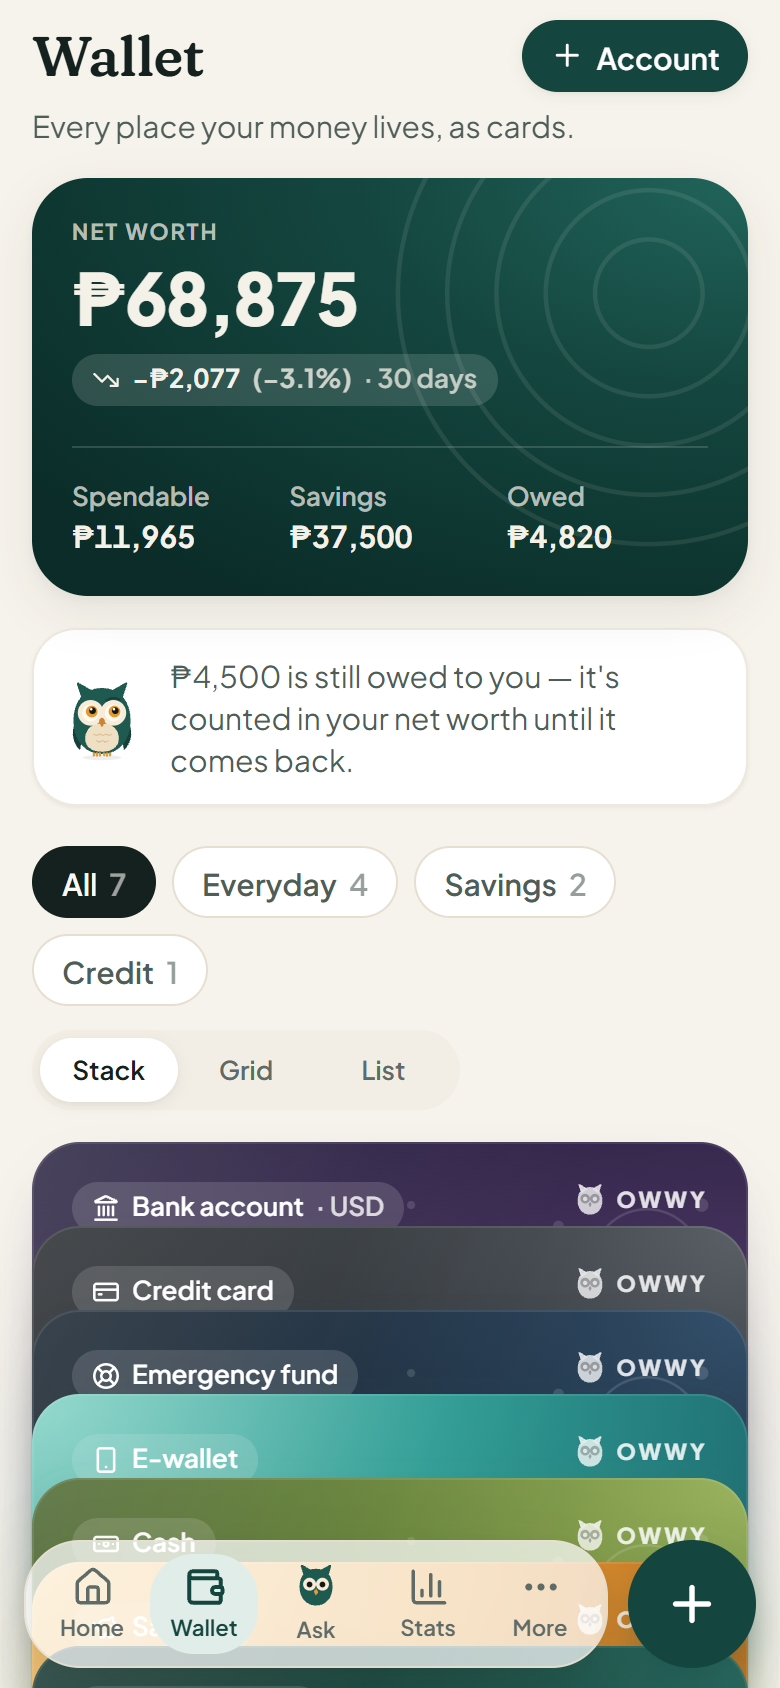 Wallet
+ Account
Every place your money lives, as cards.
NET WORTH
₱68,875
−₱2,077 (−3.1%) · 30 days
Spendable Savings Owed
₱11,965 ₱37,500 ₱4,820
₱4,500 is still owed to you — it's
counted in your net worth until it
comes back.
All 7 Everyday 4 Savings 2
Credit 1
Stack Grid List
Bank account · USD OWWY
Credit card OWWY
Emergency fund OWWY
E-wallet OWWY
Cash OWWY
Home Wallet Ask Stats More